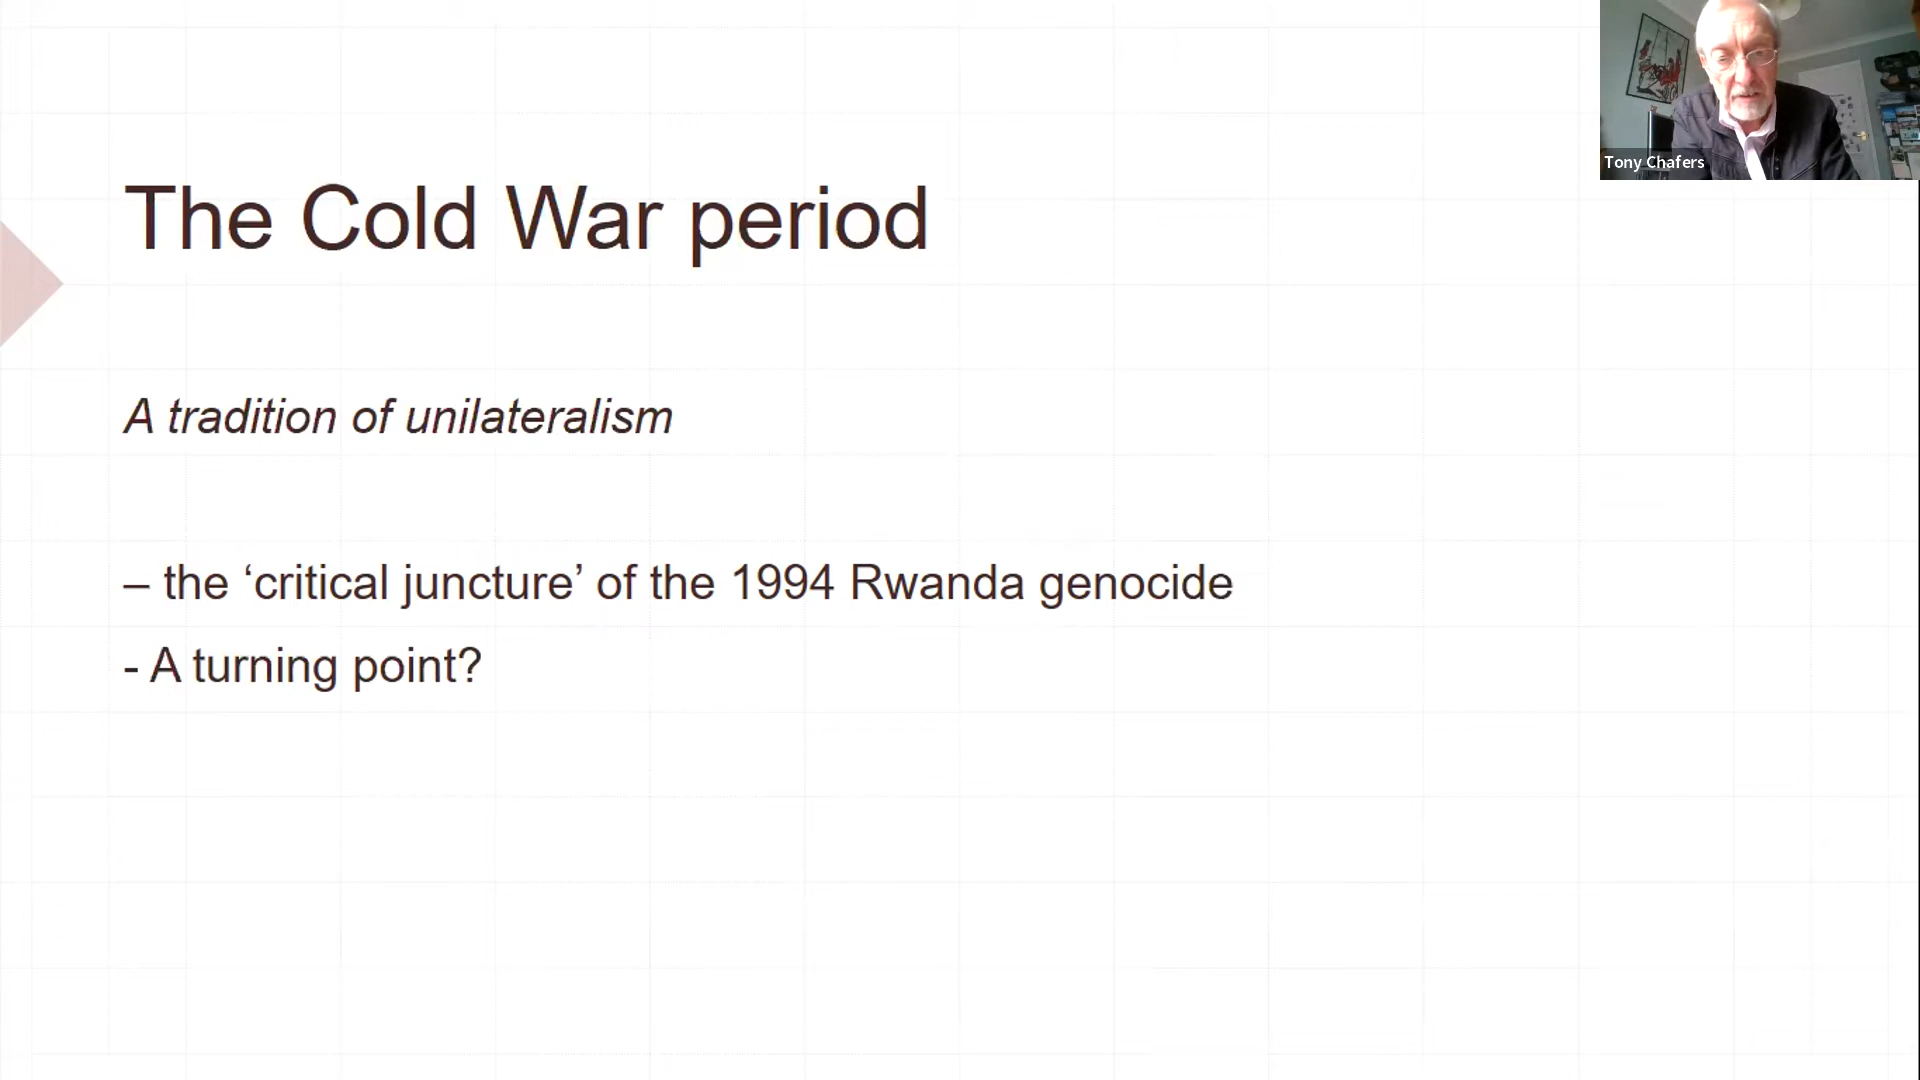 The Cold War period
A tradition of unilateralism
– the ‘critical juncture’ of the 1994 Rwanda genocide
- A turning point?
Tony Chafers